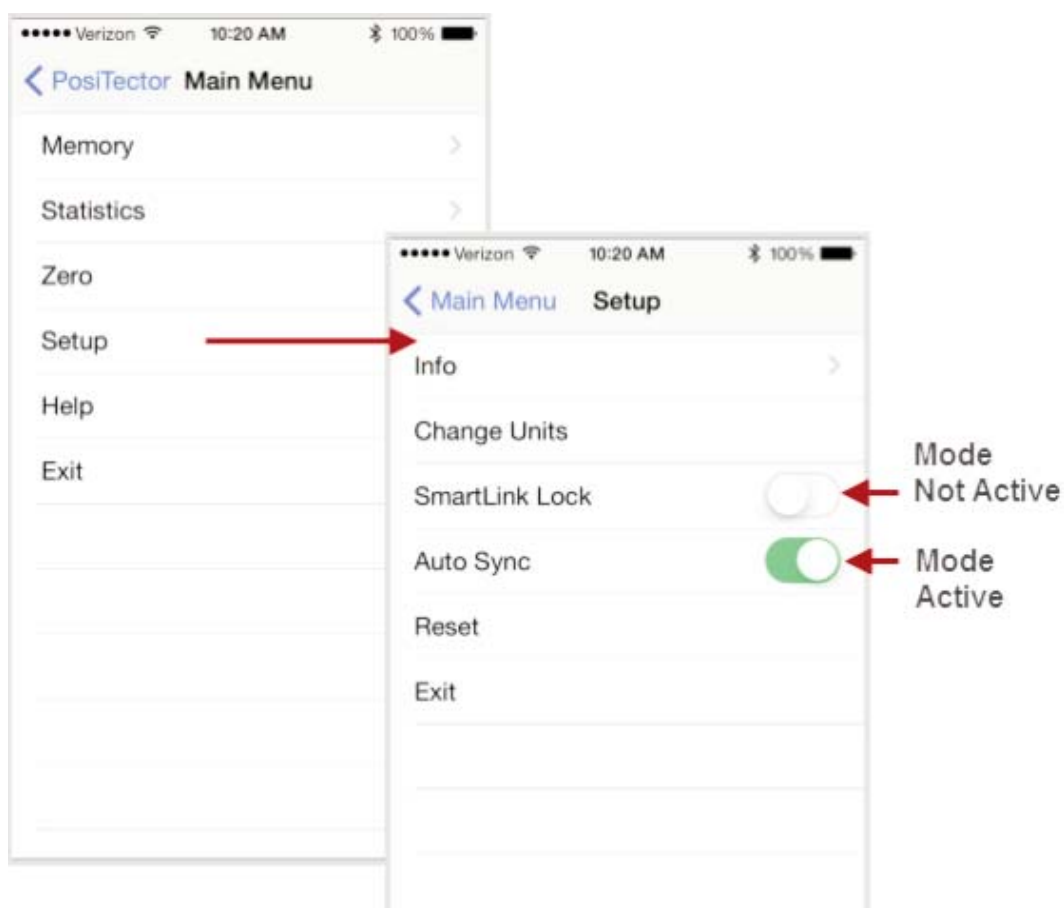 Verizon 10:20 AM 100%
PosiTector Main Menu
Memory
Statistics
Zero
Setup
Help
Exit
Verizon 10:20 AM 100%
Main Menu Setup
Info
Change Units
SmartLink Lock
Auto Sync
Reset
Exit
Mode
Not Active
Mode
Active